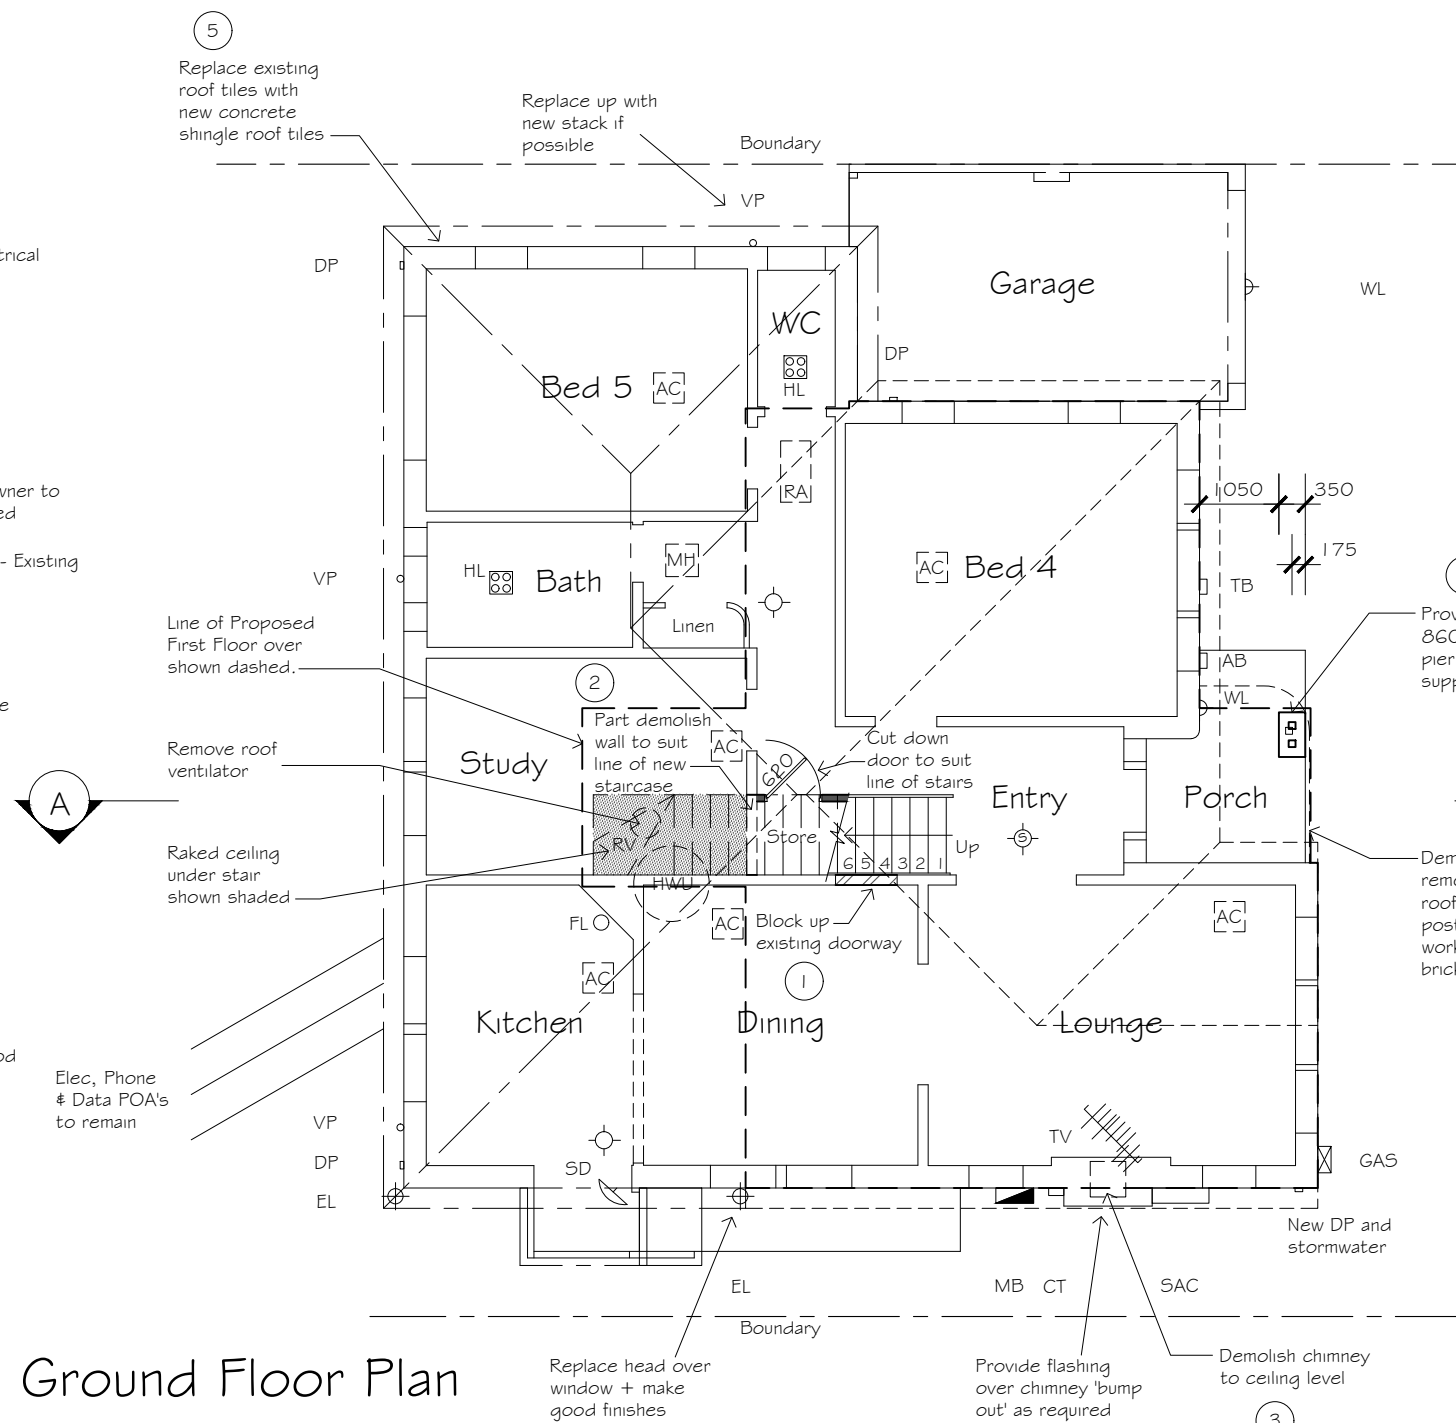 5
Replace existing
roof tiles with
new concrete
shingle roof tiles
Replace up with
new stack if
possible
Boundary
VP
DP
Garage
WL
WC
HL
DP
Bed 5
AC
RA
1050
350
175
- Existing
VP
HL
Bath
MH
Linen
AC
Bed 4
TB
AB
WL
Line of Proposed
First Floor over
shown dashed.
2
Part demolish
wall to suit
line of new
staircase
AC
620
Cut down
door to suit
line of stairs
Remove roof
ventilator
Study
A
Entry
Porch
S
Raked ceiling
under stair
shown shaded
RV
Store
6 5 4 3 2 1
Up
HWU
FL
AC
Block up
existing doorway
AC
AC
1
Kitchen
Dining
Lounge
Elec, Phone
& Data POA's
to remain
VP
DP
EL
SD
TV
GAS
New DP and
stormwater
EL
MB
CT
SAC
Boundary
Ground Floor Plan
Replace head over
window + make
good finishes
Provide flashing
over chimney 'bump
out' as required
Demolish chimney
to ceiling level
3